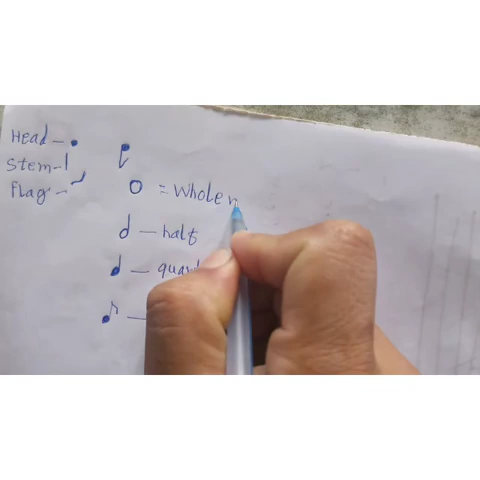 Head –
Stem –
Flag –
= Whole n
– half
–
–